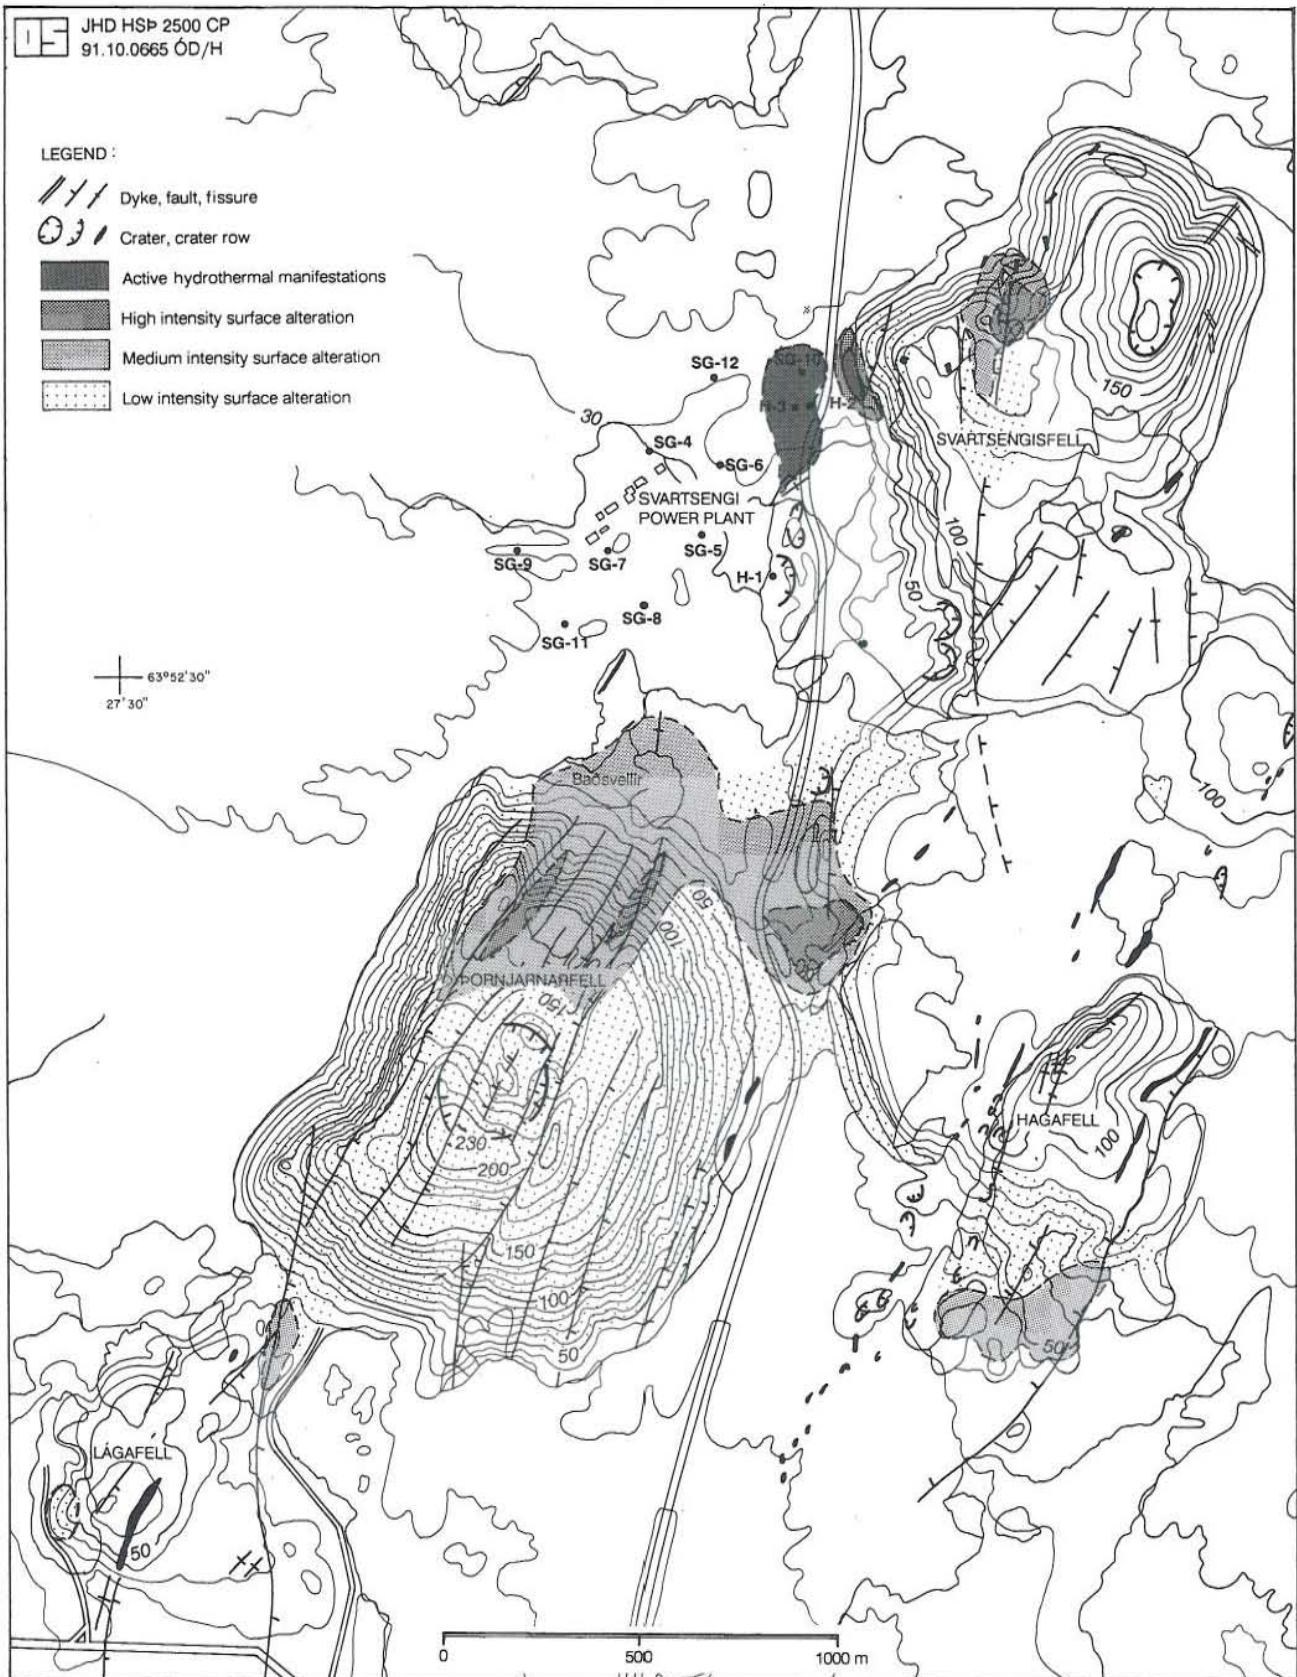 JHD HSÞ 2500 CP
91.10.0665 ÓD/H
LEGEND :
Dyke, fault, fissure
Crater, crater row
Active hydrothermal manifestations
High intensity surface alteration
Medium intensity surface alteration
Low intensity surface alteration
150
SG-12
SG-10
30
H-3
H-2
SG-4
SVARTSENGISFELL
SG-6
SVARTSENGI
POWER PLANT
100
SG-5
SG-9
SG-7
H-1
50
SG-8
SG-11
63°52'30"
27'30"
Baðsvellir
100
50
100
ÞORNJARNARFELL
150
HAGAFELL
100
230
200
150
100
50
50
LÁGAFELL
50
0
500
1000 m